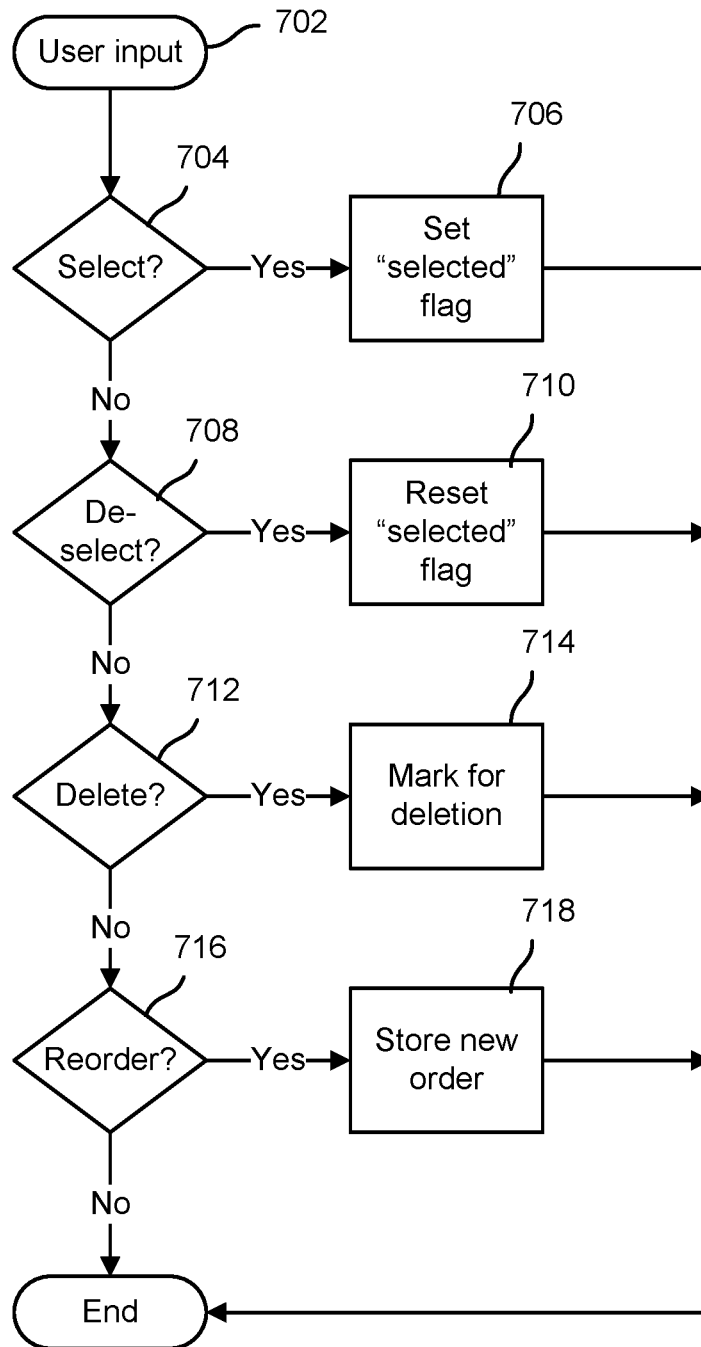 702
User input
704
706
Select?
Yes
Set
“selected”
flag
No
708
710
De-
select?
Yes
Reset
“selected”
flag
No
712
714
Delete?
Yes
Mark for
deletion
No
716
718
Reorder?
Yes
Store new
order
No
End